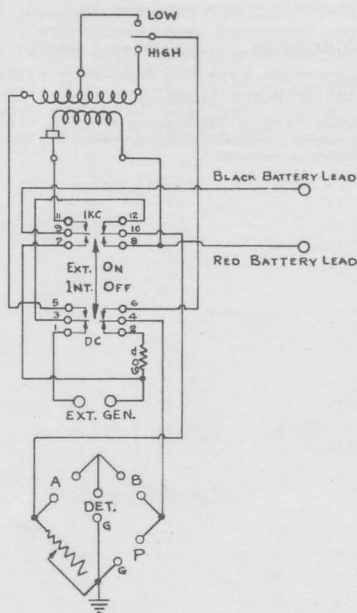 LOW
HIGH
BLACK BATTERY LEAD
11 1KC 12
9 10
7 8
RED BATTERY LEAD
EXT. ON
INT. OFF
5 6
3 4
1 DC 2
EXT. GEN.
A B
DET.
G
P
G